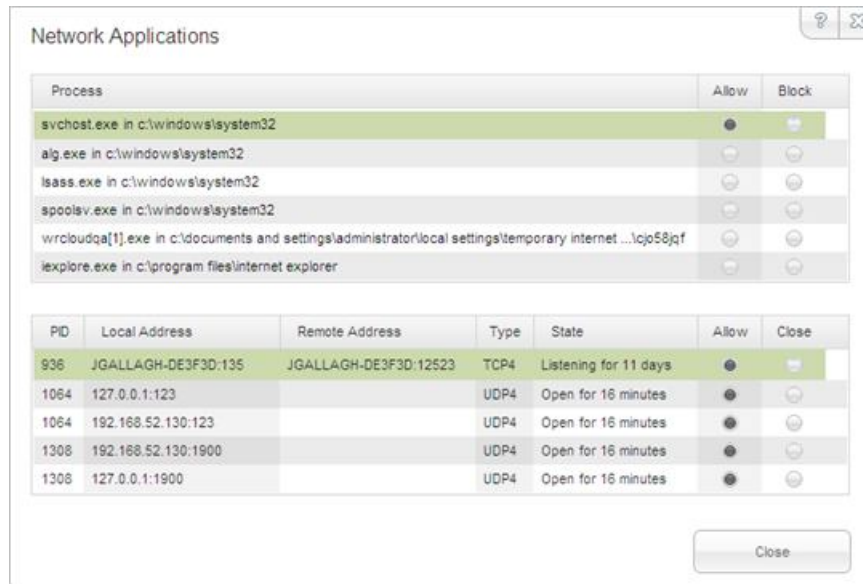 Network Applications
?
Process Allow Block
svchost.exe in c:\windows\system32
alg.exe in c:\windows\system32
lsass.exe in c:\windows\system32
spoolsv.exe in c:\windows\system32
wrcloudqa[1].exe in c:\documents and settings\administrator\local settings\temporary internet ...\cjo58jqf
iexplore.exe in c:\program files\internet explorer
PID Local Address Remote Address Type State Allow Close
936 JGALLAGH-DE3F3D:135 JGALLAGH-DE3F3D:12523 TCP4 Listening for 11 days
1064 127.0.0.1:123 UDP4 Open for 16 minutes
1064 192.168.52.130:123 UDP4 Open for 16 minutes
1308 192.168.52.130:1900 UDP4 Open for 16 minutes
1308 127.0.0.1:1900 UDP4 Open for 16 minutes
Close